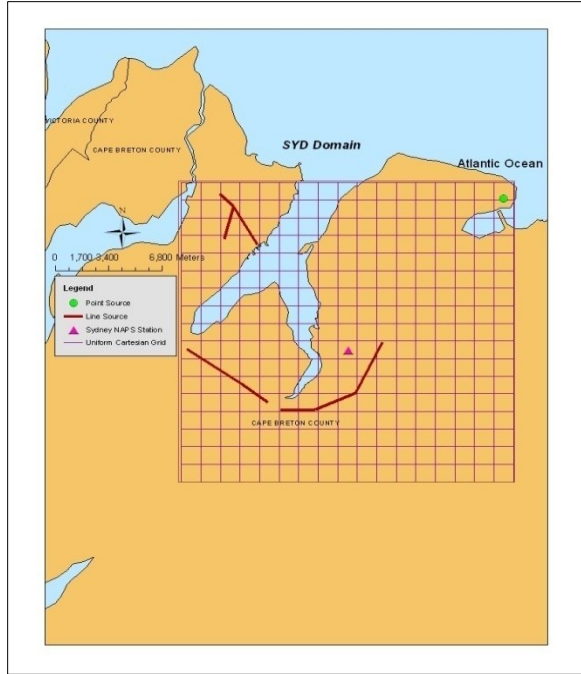 VICTORIA COUNTY
CAPE BRETON COUNTY
SYD Domain
Atlantic Ocean
N
0 1,700 3,400 6,800 Meters
Legend
Point Source
Line Source
Sydney NAPS Station
Uniform Cartesian Grid
CAPE BRETON COUNTY